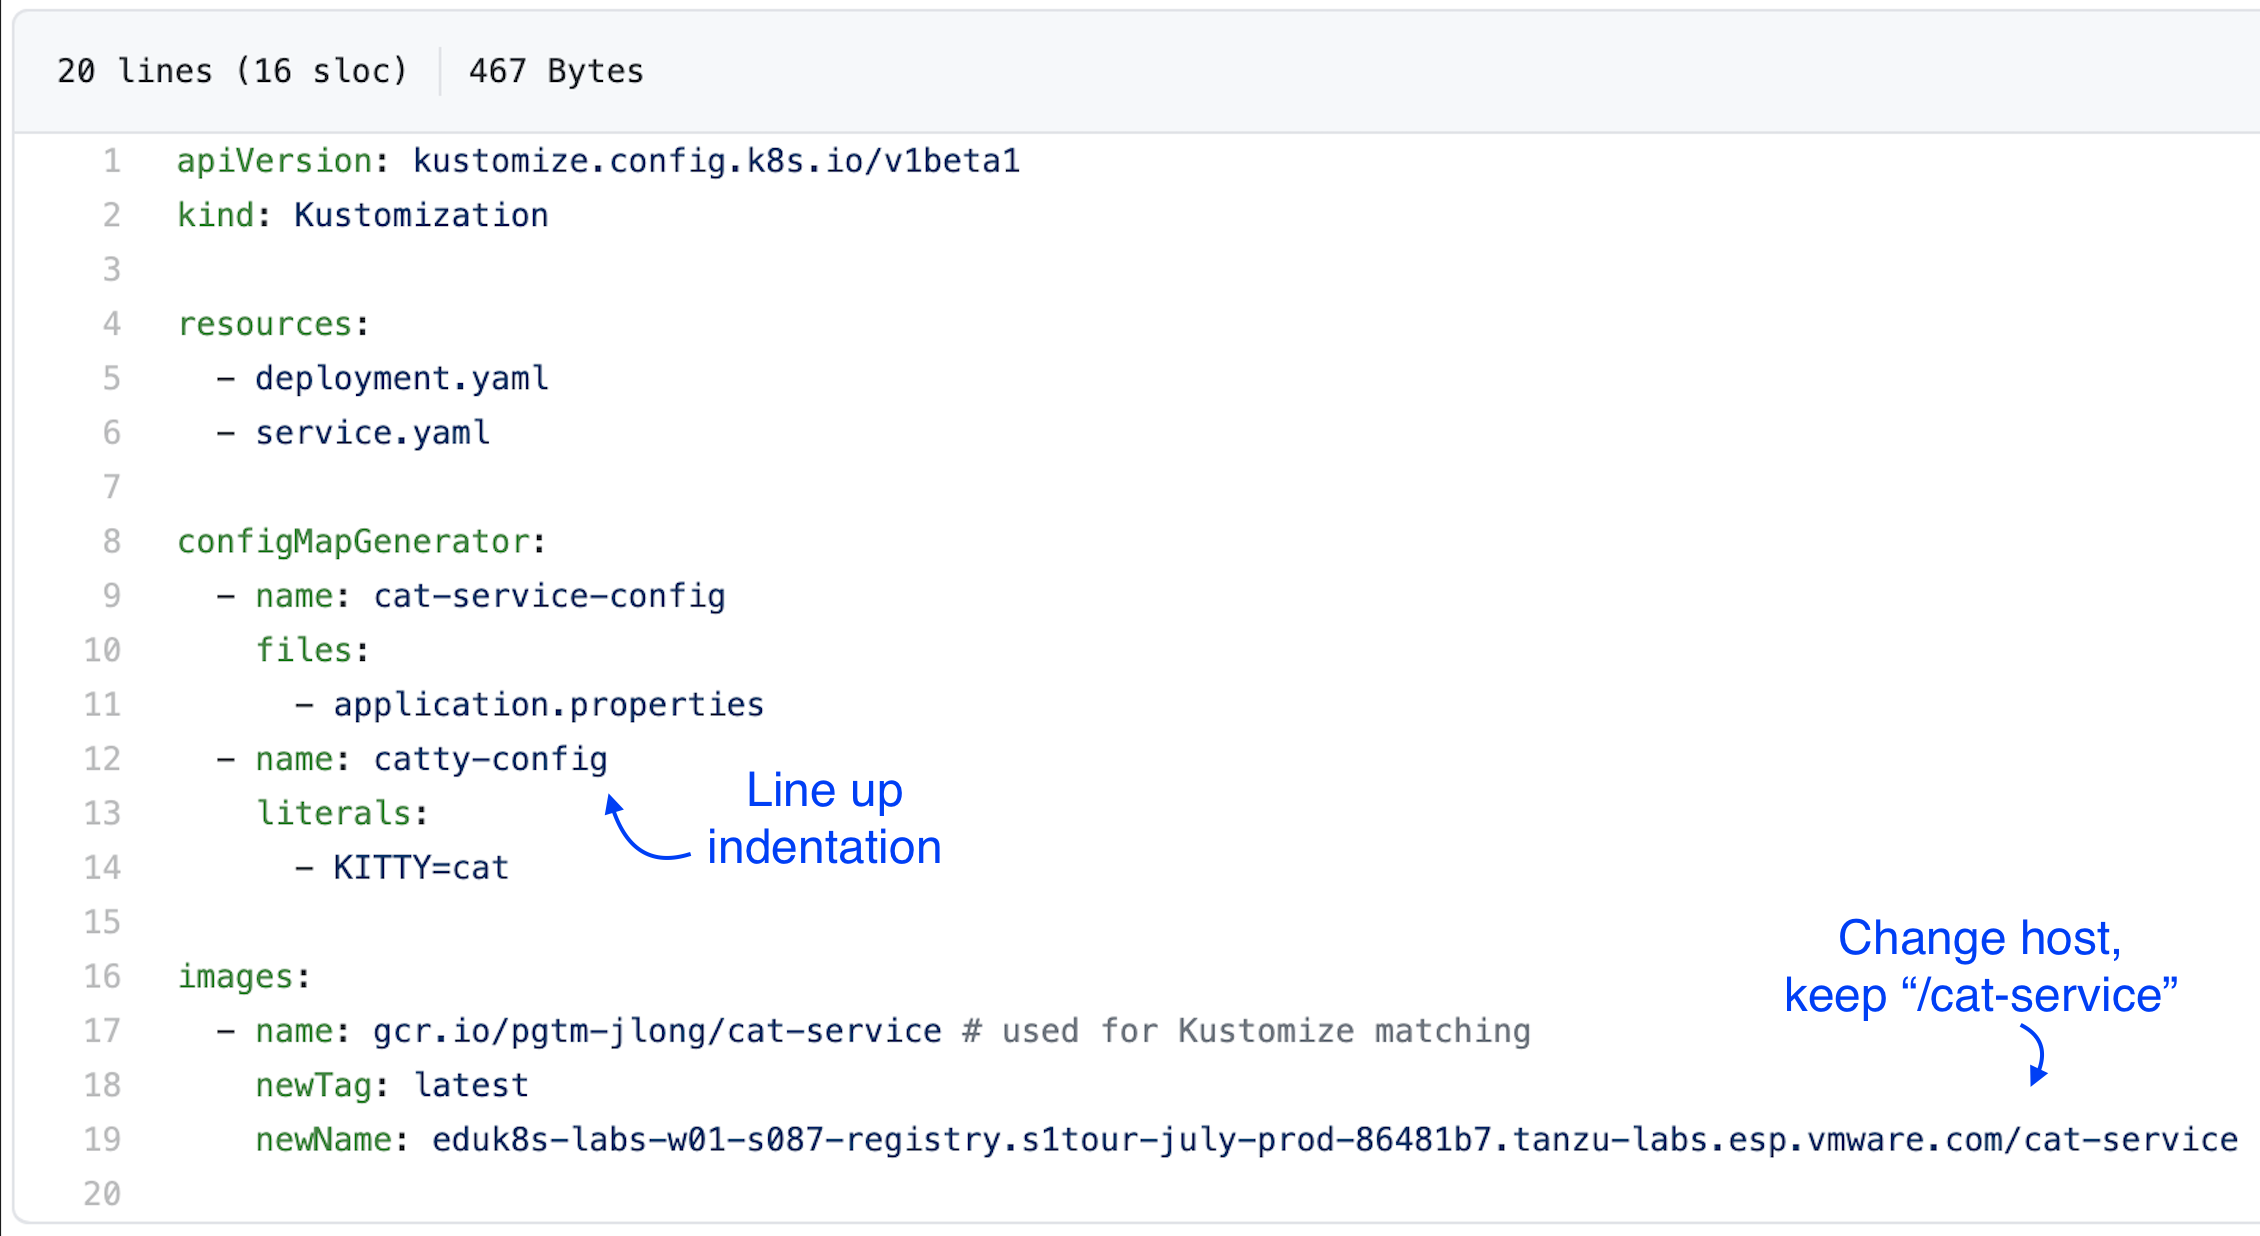 20 lines (16 sloc) 467 Bytes
1 apiVersion: kustomize.config.k8s.io/v1beta1
2 kind: Kustomization
3
4 resources:
5   - deployment.yaml
6   - service.yaml
7
8 configMapGenerator:
9   - name: cat-service-config
10     files:
11       - application.properties
12   - name: catty-config
13     literals:
14       - KITTY=cat
Line up
indentation
15
16 images:
17   - name: gcr.io/pgtm-jlong/cat-service # used for Kustomize matching
18     newTag: latest
Change host,
keep “/cat-service”
19     newName: eduk8s-labs-w01-s087-registry.s1tour-july-prod-86481b7.tanzu-labs.esp.vmware.com/cat-service
20